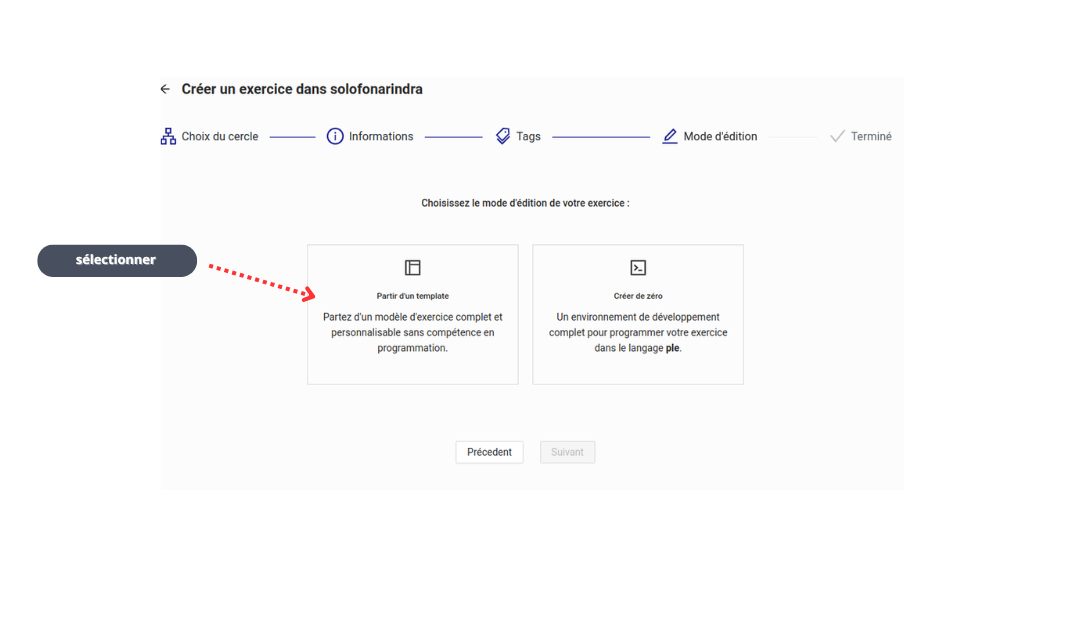 Créer un exercice dans solofonarindra
Choix du cercle
Informations
Tags
Mode d'édition
Terminé
Choisissez le mode d'édition de votre exercice :
sélectionner
Partir d'un template
Partez d'un modèle d'exercice complet et
personnalisable sans compétence en
programmation.
Créer de zéro
Un environnement de développement
complet pour programmer votre exercice
dans le langage ple.
Précedent
Suivant